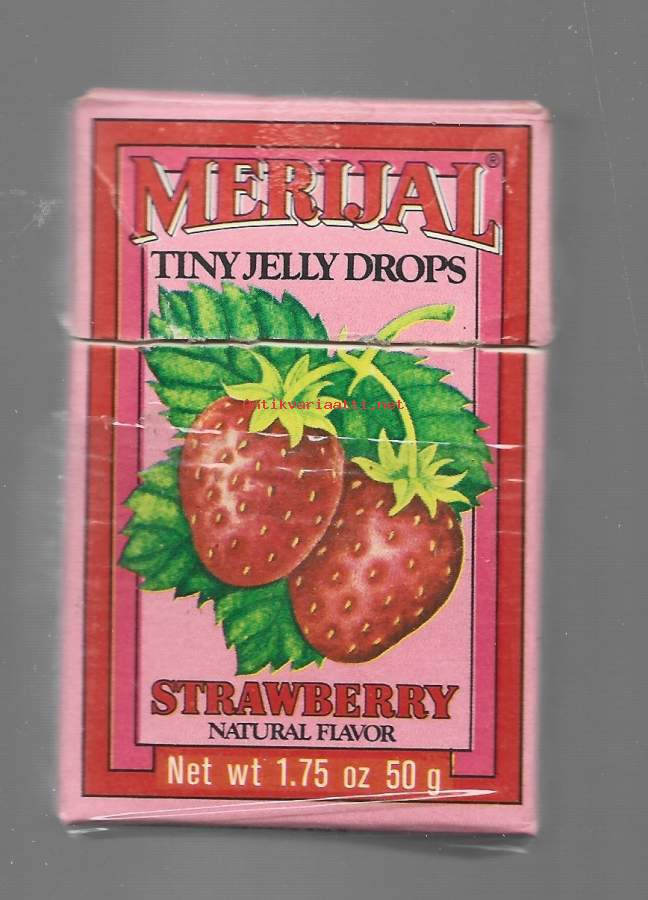 MERIJAL®
TINY JELLY DROPS
Antikvariaatti.net
STRAWBERRY
NATURAL FLAVOR
Net wt 1.75 oz 50 g